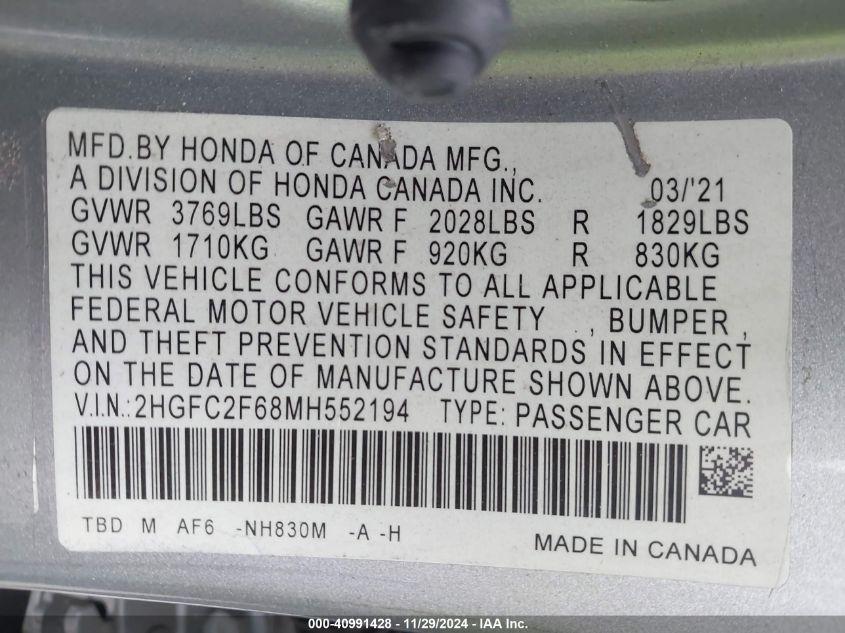 MFD.BY HONDA OF CANADA MFG.,
A DIVISION OF HONDA CANADA INC. 03/'21
GVWR 3769LBS GAWR F 2028LBS R 1829LBS
GVWR 1710KG GAWR F 920KG R 830KG
THIS VEHICLE CONFORMS TO ALL APPLICABLE
FEDERAL MOTOR VEHICLE SAFETY , BUMPER ,
AND THEFT PREVENTION STANDARDS IN EFFECT
ON THE DATE OF MANUFACTURE SHOWN ABOVE.
V.I.N.:2HGFC2F68MH552194 TYPE: PASSENGER CAR
TBD M AF6 -NH830M -A -H
MADE IN CANADA
000-40991428 - 11/29/2024 - IAA Inc.